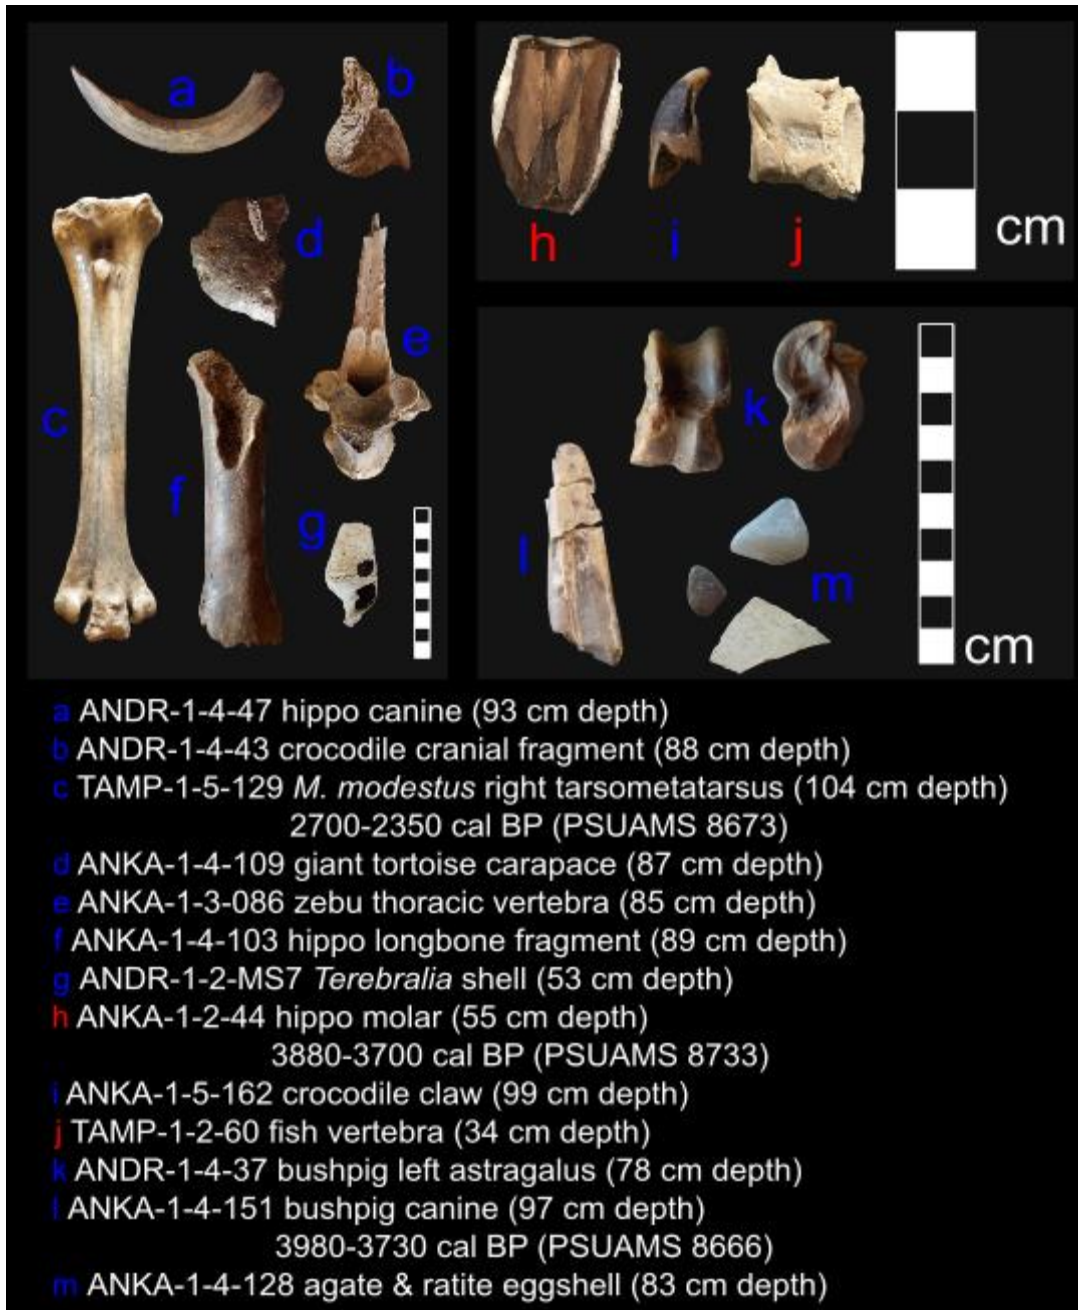 a
b
h
i
j
cm
c
d
e
f
g
k
l
m
cm
a ANDR-1-4-47 hippo canine (93 cm depth)
b ANDR-1-4-43 crocodile cranial fragment (88 cm depth)
c TAMP-1-5-129 M. modestus right tarsometatarsus (104 cm depth)
2700-2350 cal BP (PSUAMS 8673)
d ANKA-1-4-109 giant tortoise carapace (87 cm depth)
e ANKA-1-3-086 zebu thoracic vertebra (85 cm depth)
f ANKA-1-4-103 hippo longbone fragment (89 cm depth)
g ANDR-1-2-MS7 Terebralia shell (53 cm depth)
h ANKA-1-2-44 hippo molar (55 cm depth)
3880-3700 cal BP (PSUAMS 8733)
i ANKA-1-5-162 crocodile claw (99 cm depth)
j TAMP-1-2-60 fish vertebra (34 cm depth)
k ANDR-1-4-37 bushpig left astragalus (78 cm depth)
l ANKA-1-4-151 bushpig canine (97 cm depth)
3980-3730 cal BP (PSUAMS 8666)
m ANKA-1-4-128 agate & ratite eggshell (83 cm depth)